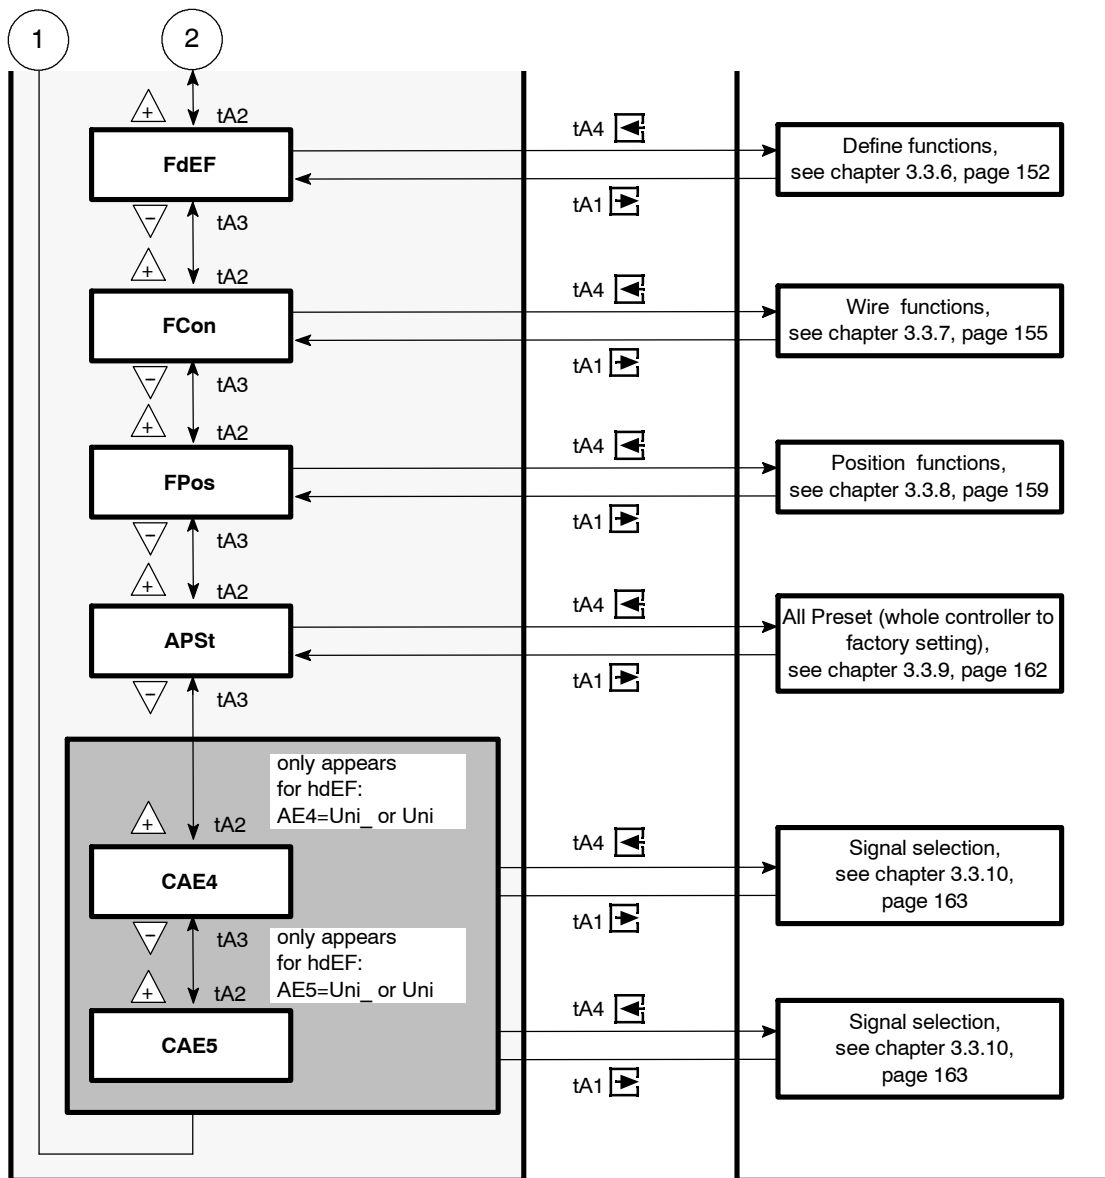 1
2
+
tA2
FdEF
tA4
Define functions,
see chapter 3.3.6, page 152
tA1
−
tA3
+
tA2
FCon
tA4
Wire functions,
see chapter 3.3.7, page 155
tA1
−
tA3
+
tA2
FPos
tA4
Position functions,
see chapter 3.3.8, page 159
tA1
−
tA3
+
tA2
APSt
tA4
All Preset (whole controller to
factory setting),
see chapter 3.3.9, page 162
tA1
−
tA3
only appears
for hdEF:
AE4=Uni_ or Uni
+
tA2
CAE4
tA4
Signal selection,
see chapter 3.3.10,
page 163
tA1
−
tA3
only appears
for hdEF:
AE5=Uni_ or Uni
+
tA2
CAE5
tA4
Signal selection,
see chapter 3.3.10,
page 163
tA1